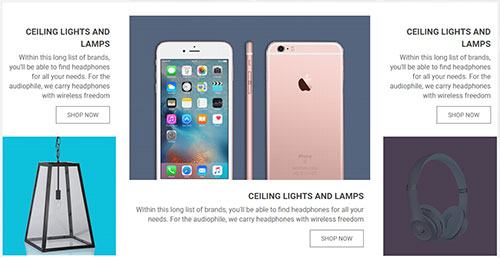 CEILING LIGHTS AND
LAMPS
Within this long list of brands,
you'll be able to find headphones
for all your needs. For the
audiophile, we carry headphones
with wireless freedom
SHOP NOW
iPhone
CEILING LIGHTS AND LAMPS
Within this long list of brands, you'll be able to find headphones for all your
needs. For the audiophile, we carry headphones with wireless freedom
SHOP NOW
CEILING LIGHTS AND
LAMPS
Within this long list of brands,
you'll be able to find headphones
for all your needs. For the
audiophile, we carry headphones
with wireless freedom
SHOP NOW